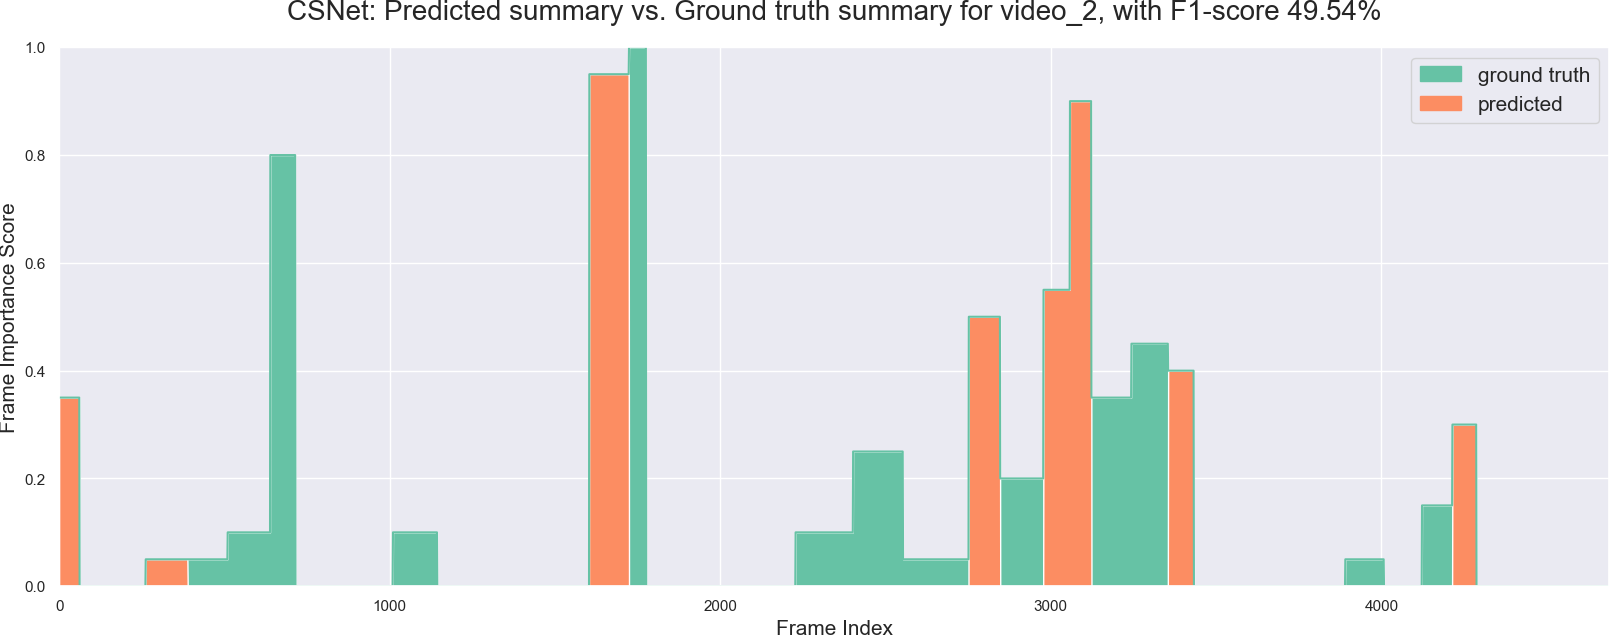 CSNet: Predicted summary vs. Ground truth summary for video_2, with F1-score 49.54%
ground truth
predicted
Frame Importance Score
1.0
0.8
0.6
0.4
0.2
0.0
0 1000 2000 3000 4000
Frame Index